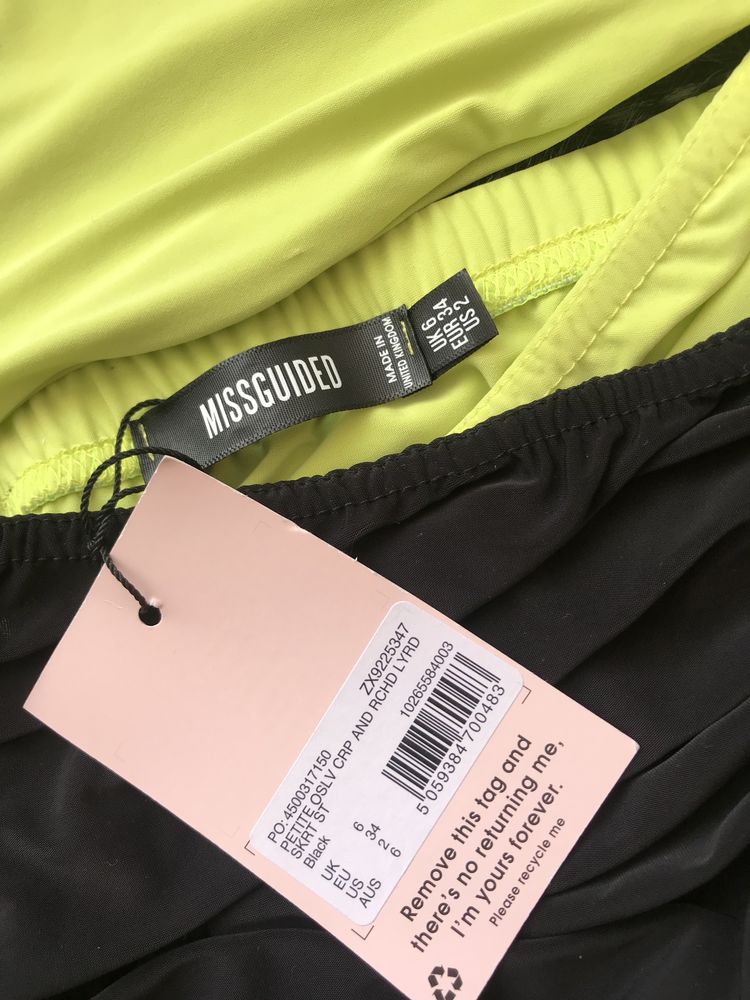 MISSGUIDED
MADE IN
UNITED KINGDOM
UK 6
EUR 34
US 2
ZX9225347
PO: 4500317150
PETITE OSLV CRP AND RCHD LYRD
SKRT ST
Black
10265584003
UK 6
EU 34
US 2
AUS 6
5 059384 700483
Remove this tag and
there's no returning me,
I'm yours forever.
Please recycle me